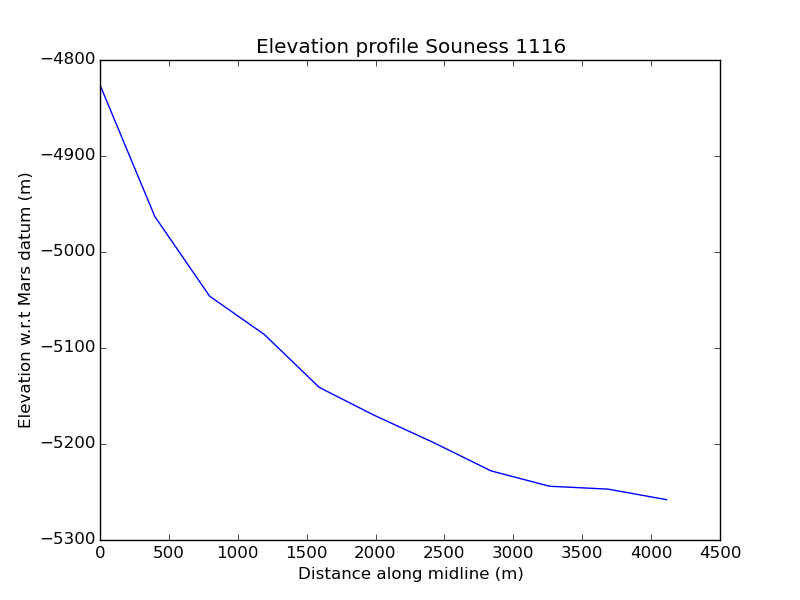 Elevation profile Souness 1116
−4800
−4900
−5000
−5100
−5200
−5300
Elevation w.r.t Mars datum (m)
0 500 1000 1500 2000 2500 3000 3500 4000 4500
Distance along midline (m)